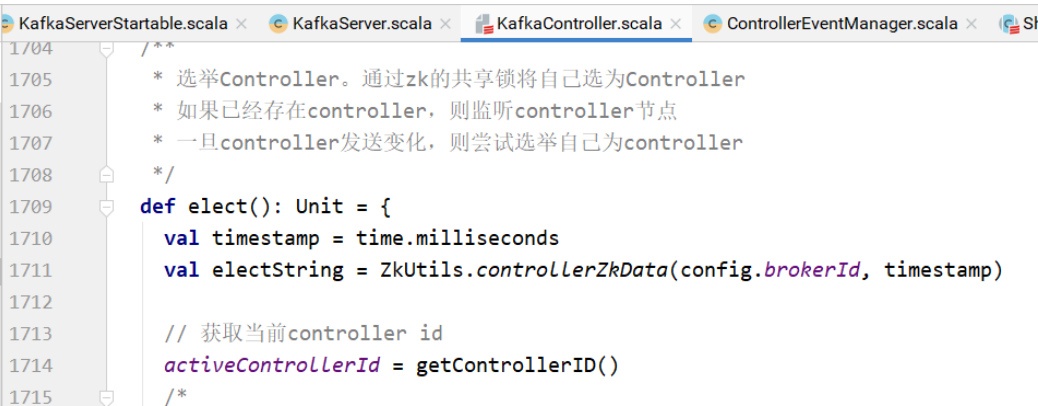 KafkaServerStartable.scala × KafkaServer.scala × KafkaController.scala × ControllerEventManager.scala × Sh
1704 /**
1705 * 选举Controller。通过zk的共享锁将自己选为Controller
1706 * 如果已经存在controller，则监听controller节点
1707 * 一旦controller发送变化，则尝试选举自己为controller
1708 */
1709 def elect(): Unit = {
1710 val timestamp = time.milliseconds
1711 val electString = ZkUtils.controllerZkData(config.brokerId, timestamp)
1712
1713 // 获取当前controller id
1714 activeControllerId = getControllerID()
1715 /*